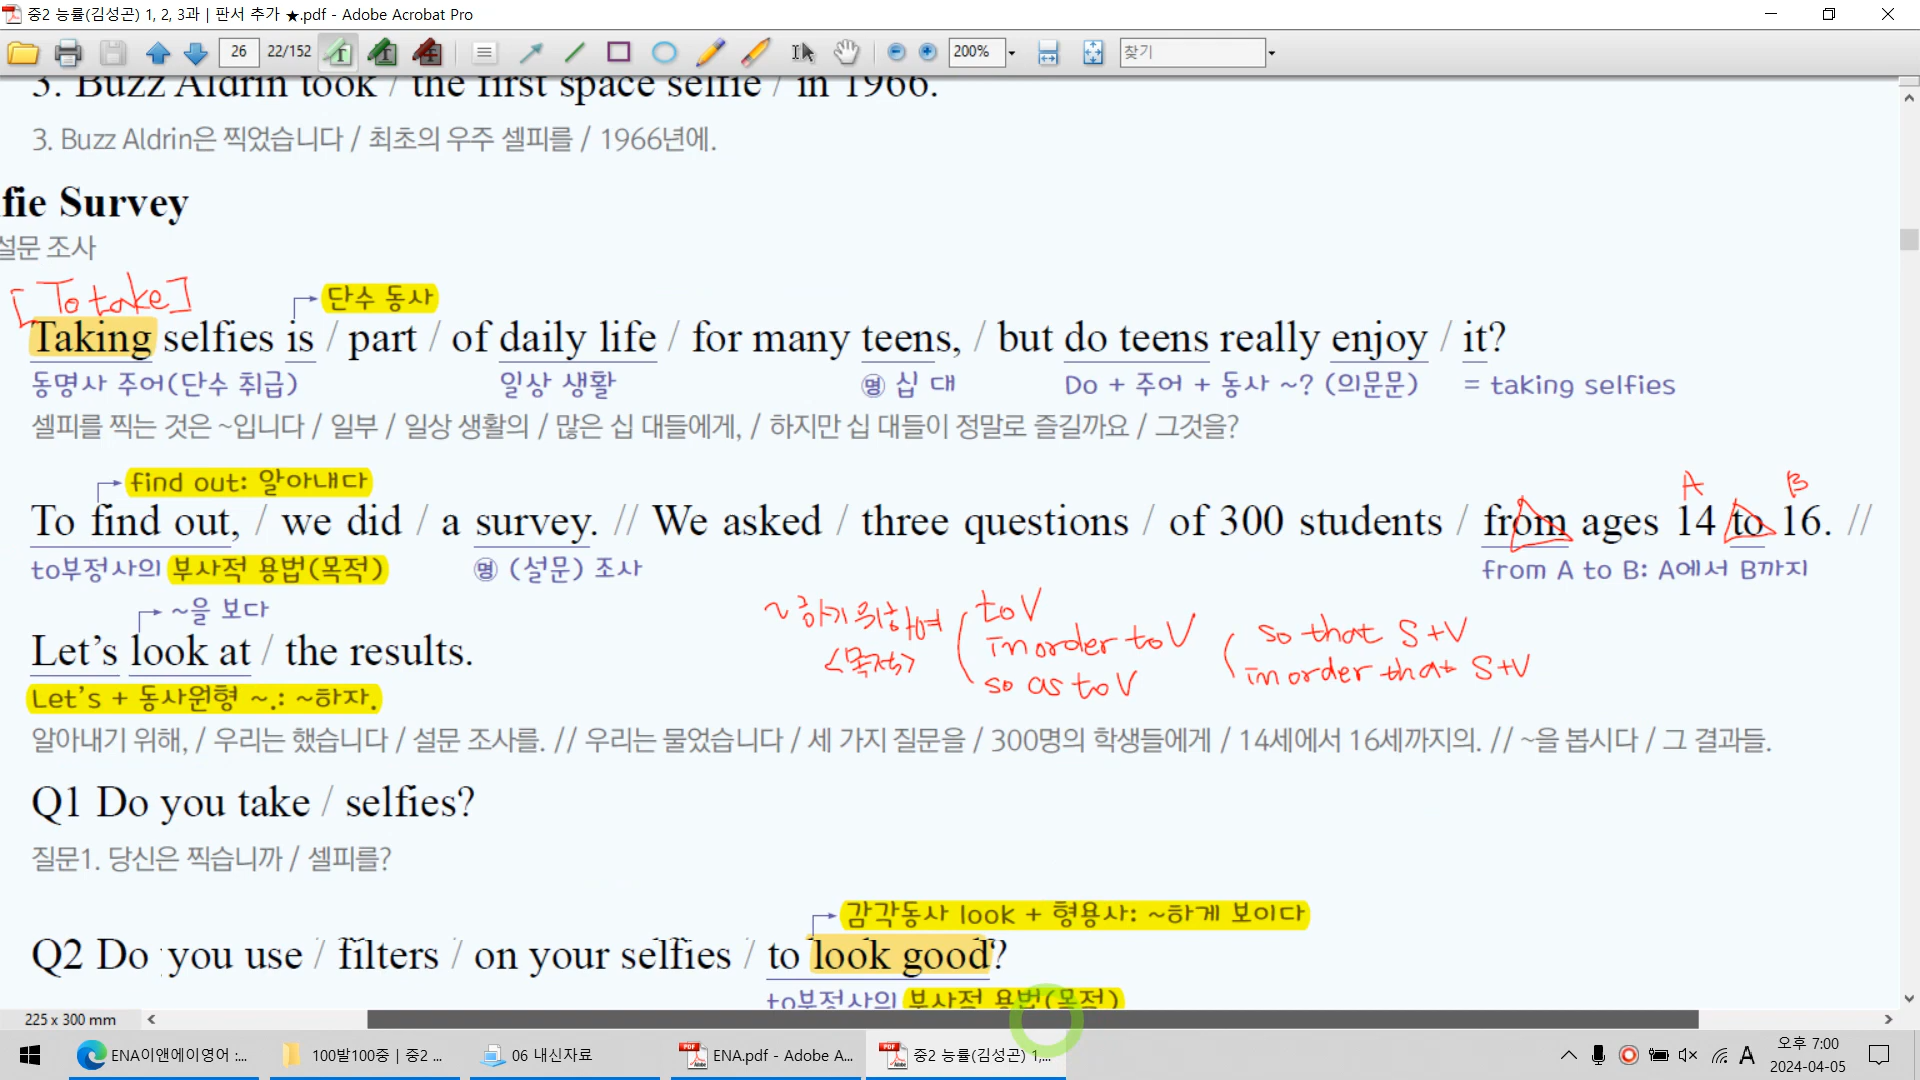 중2 능률(김성곤) 1, 2, 3과 | 판서 추가 ★.pdf - Adobe Acrobat Pro
26 22/152 200% 찾기
3. Buzz Aldrin took / the first space selfie / in 1966.
3. Buzz Aldrin은 찍었습니다 / 최초의 우주 셀피를 / 1966년에.
fie Survey
설문 조사
[To take]
단수 동사
Taking selfies is / part / of daily life / for many teens, / but do teens really enjoy / it?
동명사 주어(단수 취급) 일상 생활 名 십 대 Do + 주어 + 동사 ~? (의문문) = taking selfies
셀피를 찍는 것은 ~입니다 / 일부 / 일상 생활의 / 많은 십 대들에게, / 하지만 십 대들이 정말로 즐길까요 / 그것을?
find out: 알아내다 A B
To find out, / we did / a survey. // We asked / three questions / of 300 students / from ages 14 to 16. //
to부정사의 부사적 용법(목적) 名 (설문) 조사 from A to B: A에서 B까지
~을 보다
Let's look at / the results.
Let's + 동사원형 ~.: ~하자.
~하기 위하여 <목적> ( to V
in order to V
so as to V
( so that S+V
in order that S+V
알아내기 위해, / 우리는 했습니다 / 설문 조사를. // 우리는 물었습니다 / 세 가지 질문을 / 300명의 학생들에게 / 14세에서 16세까지의. // ~을 봅시다 / 그 결과들.
Q1 Do you take / selfies?
질문1. 당신은 찍습니까 / 셀피를?
감각동사 look + 형용사: ~하게 보이다
Q2 Do you use / filters / on your selfies / to look good?
to부정사의 부사적 용법(목적)
225 x 300 mm
ENA이앤에이영어 :... 100발100중 | 중2 ... 06 내신자료 ENA.pdf - Adobe A... 중2 능률(김성곤) 1,... A 오후 7:00
2024-04-05